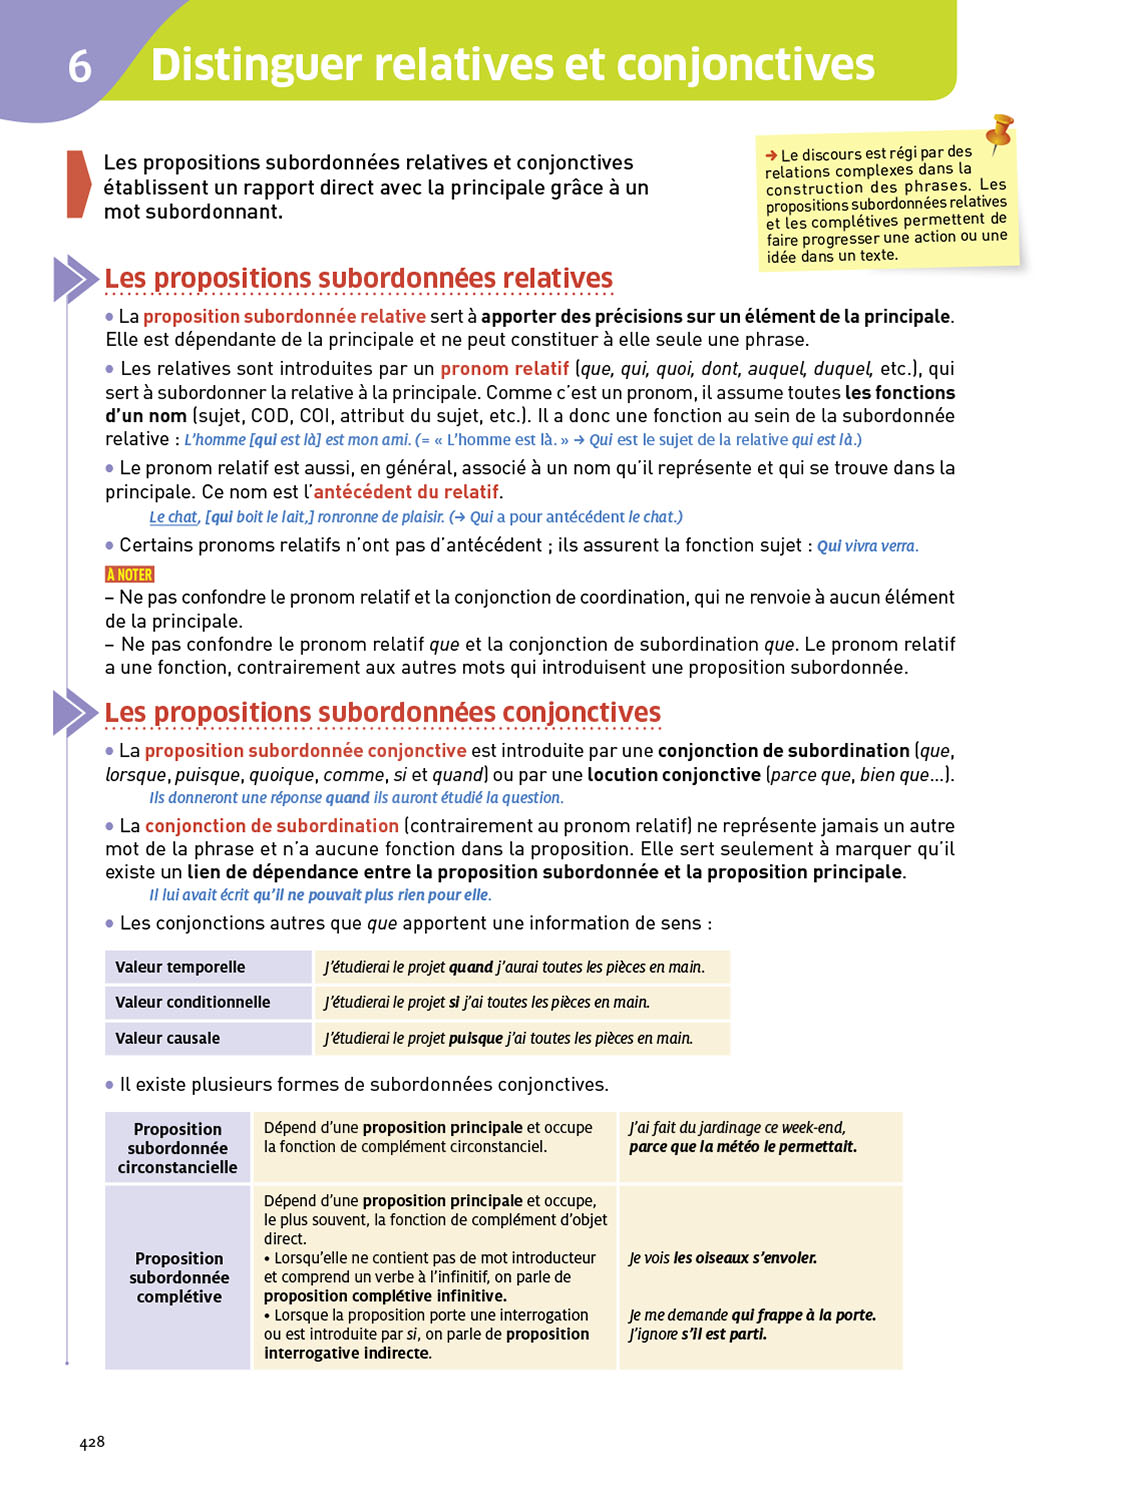 6 Distinguer relatives et conjonctives
Les propositions subordonnées relatives et conjonctives
établissent un rapport direct avec la principale grâce à un
mot subordonnant.
→ Le discours est régi par des
relations complexes dans la
construction des phrases. Les
propositions subordonnées relatives
et les complétives permettent de
faire progresser une action ou une
idée dans un texte.
Les propositions subordonnées relatives
• La proposition subordonnée relative sert à apporter des précisions sur un élément de la principale.
Elle est dépendante de la principale et ne peut constituer à elle seule une phrase.
• Les relatives sont introduites par un pronom relatif (que, qui, quoi, dont, auquel, duquel, etc.), qui
sert à subordonner la relative à la principale. Comme c'est un pronom, il assume toutes les fonctions
d'un nom (sujet, COD, COI, attribut du sujet, etc.). Il a donc une fonction au sein de la subordonnée
relative : L'homme [qui est là] est mon ami. (= « L'homme est là. » → Qui est le sujet de la relative qui est là.)
• Le pronom relatif est aussi, en général, associé à un nom qu'il représente et qui se trouve dans la
principale. Ce nom est l'antécédent du relatif.
Le chat, [qui boit le lait,] ronronne de plaisir. (→ Qui a pour antécédent le chat.)
• Certains pronoms relatifs n'ont pas d'antécédent ; ils assurent la fonction sujet : Qui vivra verra.
À NOTER
– Ne pas confondre le pronom relatif et la conjonction de coordination, qui ne renvoie à aucun élément
de la principale.
– Ne pas confondre le pronom relatif que et la conjonction de subordination que. Le pronom relatif
a une fonction, contrairement aux autres mots qui introduisent une proposition subordonnée.
Les propositions subordonnées conjonctives
• La proposition subordonnée conjonctive est introduite par une conjonction de subordination (que,
lorsque, puisque, quoique, comme, si et quand) ou par une locution conjonctive (parce que, bien que...).
Ils donneront une réponse quand ils auront étudié la question.
• La conjonction de subordination (contrairement au pronom relatif) ne représente jamais un autre
mot de la phrase et n'a aucune fonction dans la proposition. Elle sert seulement à marquer qu'il
existe un lien de dépendance entre la proposition subordonnée et la proposition principale.
Il lui avait écrit qu'il ne pouvait plus rien pour elle.
• Les conjonctions autres que que apportent une information de sens :
Valeur temporelle J'étudierai le projet quand j'aurai toutes les pièces en main.
Valeur conditionnelle J'étudierai le projet si j'ai toutes les pièces en main.
Valeur causale J'étudierai le projet puisque j'ai toutes les pièces en main.
• Il existe plusieurs formes de subordonnées conjonctives.
Proposition
subordonnée
circonstancielle
Dépend d'une proposition principale et occupe
la fonction de complément circonstanciel.
J'ai fait du jardinage ce week-end,
parce que la météo le permettait.
Proposition
subordonnée
complétive
Dépend d'une proposition principale et occupe,
le plus souvent, la fonction de complément d'objet
direct.
• Lorsqu'elle ne contient pas de mot introducteur
et comprend un verbe à l'infinitif, on parle de
proposition complétive infinitive.
• Lorsque la proposition porte une interrogation
ou est introduite par si, on parle de proposition
interrogative indirecte.
Je vois les oiseaux s'envoler.
Je me demande qui frappe à la porte.
J'ignore s'il est parti.
428